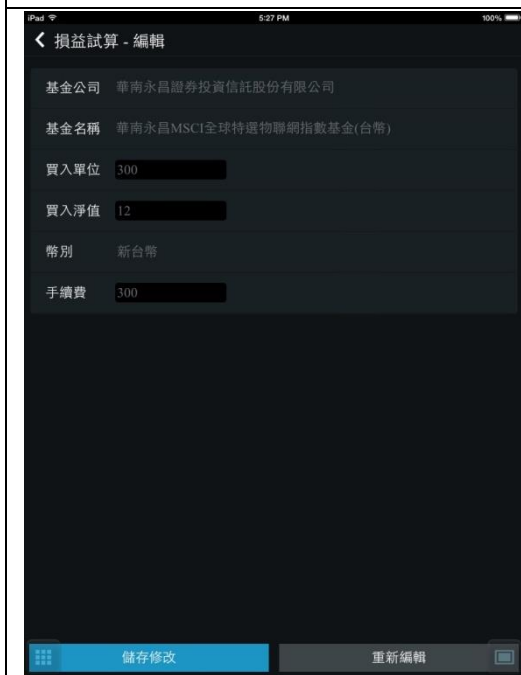 iPad 5:27 PM 100%
損益試算 - 編輯
基金公司 華南永昌證券投資信託股份有限公司
基金名稱 華南永昌MSCI全球特選物聯網指數基金(台幣)
買入單位 300
買入淨值 12
幣別 新台幣
手續費 300
儲存修改 重新編輯